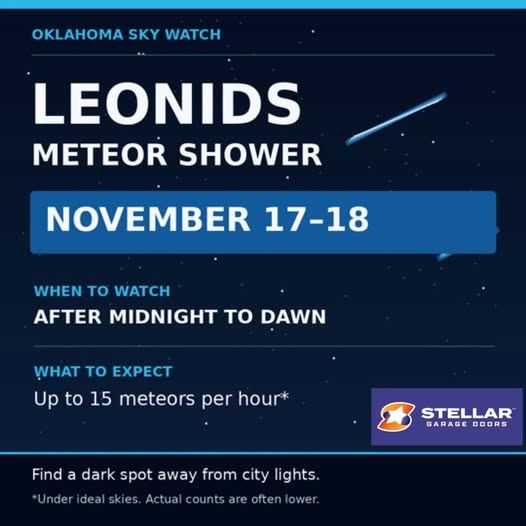 OKLAHOMA SKY WATCH
LEONIDS
METEOR SHOWER
NOVEMBER 17–18
WHEN TO WATCH
AFTER MIDNIGHT TO DAWN
WHAT TO EXPECT
Up to 15 meteors per hour*
STELLAR
GARAGE DOORS
Find a dark spot away from city lights.
*Under ideal skies. Actual counts are often lower.